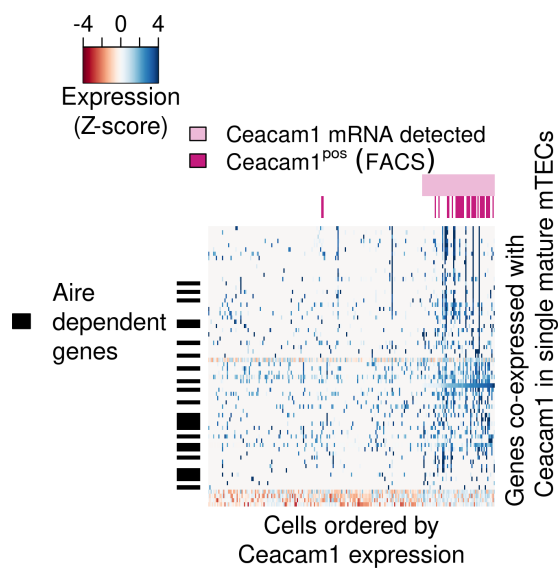 -4 0 4
Expression
(Z-score)
Ceacam1 mRNA detected
Ceacam1pos (FACS)
Aire
dependent
genes
Genes co-expressed with
Ceacam1 in single mature mTECs
Cells ordered by
Ceacam1 expression